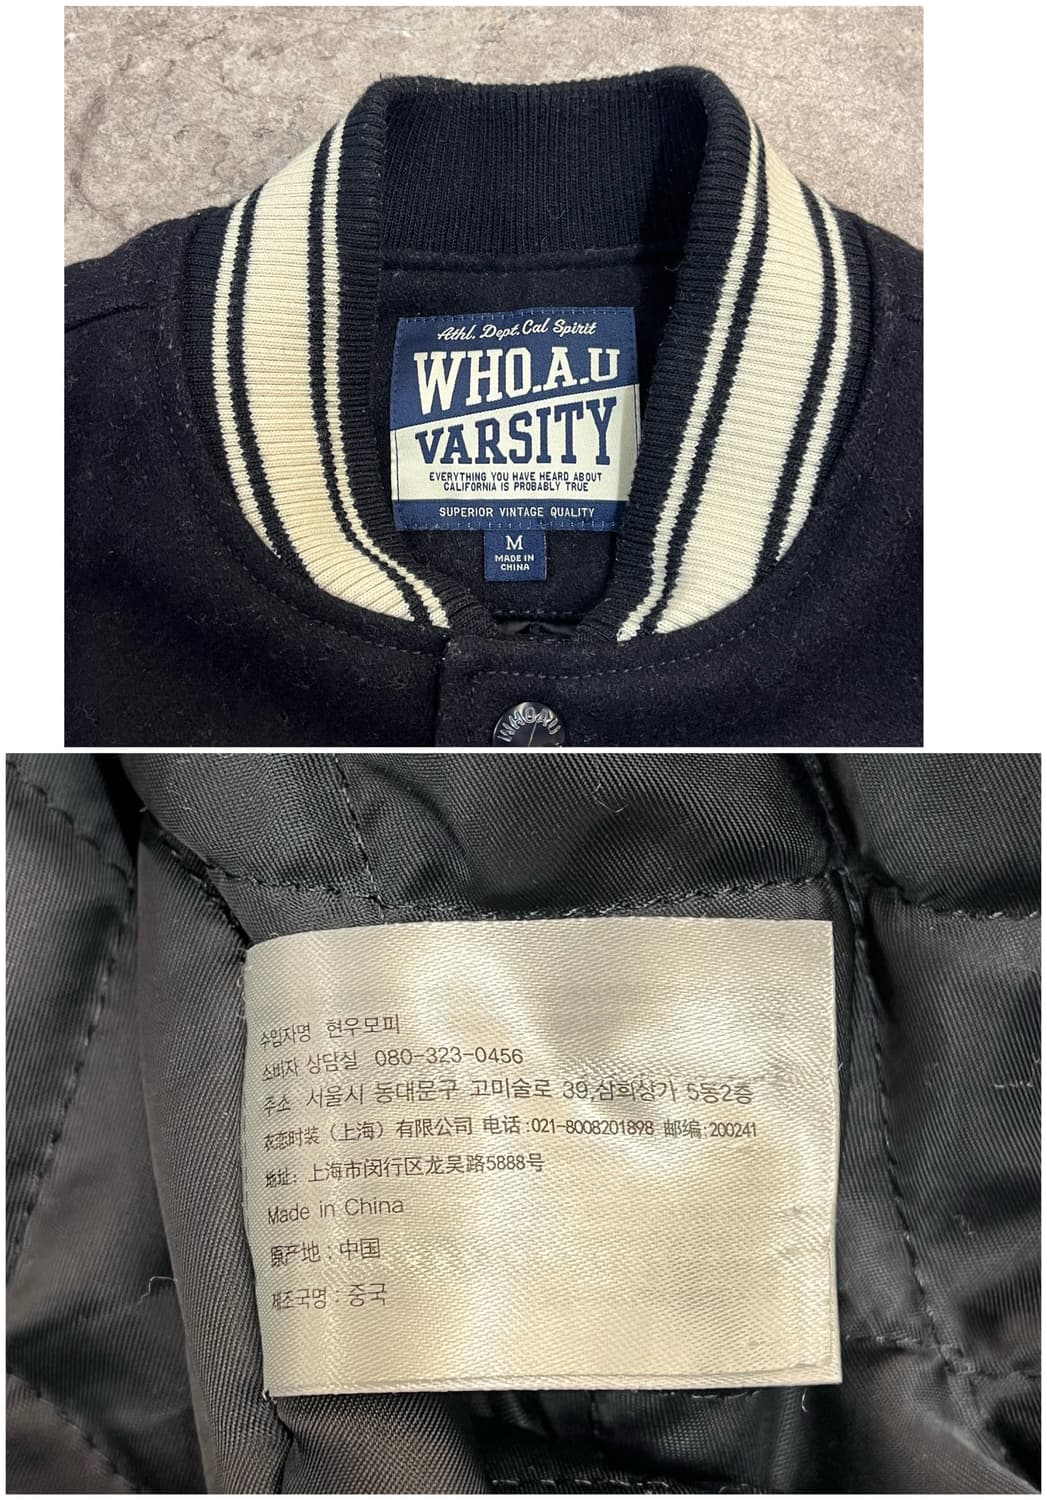 Athl. Dept. Cal Spirit
WHO.A.U
VARSITY
EVERYTHING YOU HAVE HEARD ABOUT
CALIFORNIA IS PROBABLY TRUE
SUPERIOR VINTAGE QUALITY
M
MADE IN
CHINA
WHOAU
수입자명 현우모피
소비자 상담실 080-323-0456
주소 서울시 동대문구 고미술로 39,삼화상가 5동2층
衣恋时装（上海）有限公司 电话:021-8008201898 邮编:200241
地址: 上海市闵行区龙吴路5888号
Made in China
原产地 : 中国
제조국명 : 중국